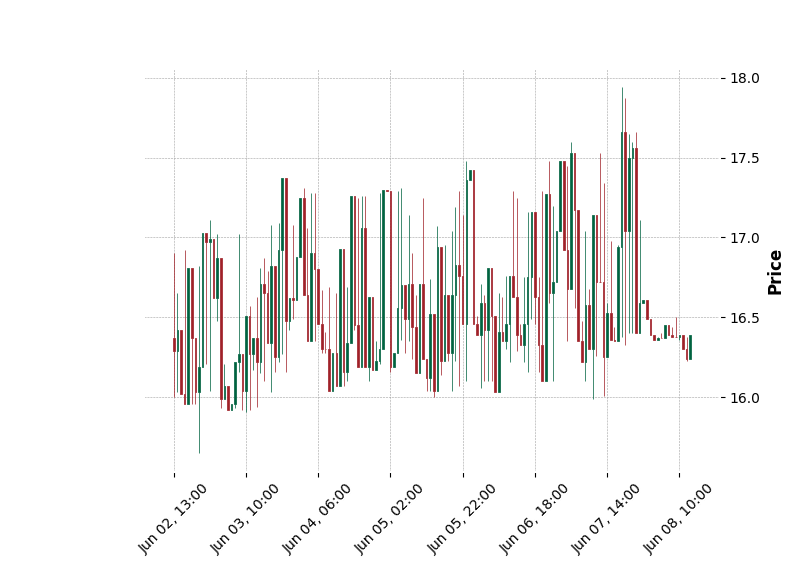 18.0
17.5
17.0
16.5
16.0
Price
Jun 02, 13:00
Jun 03, 10:00
Jun 04, 06:00
Jun 05, 02:00
Jun 05, 22:00
Jun 06, 18:00
Jun 07, 14:00
Jun 08, 10:00